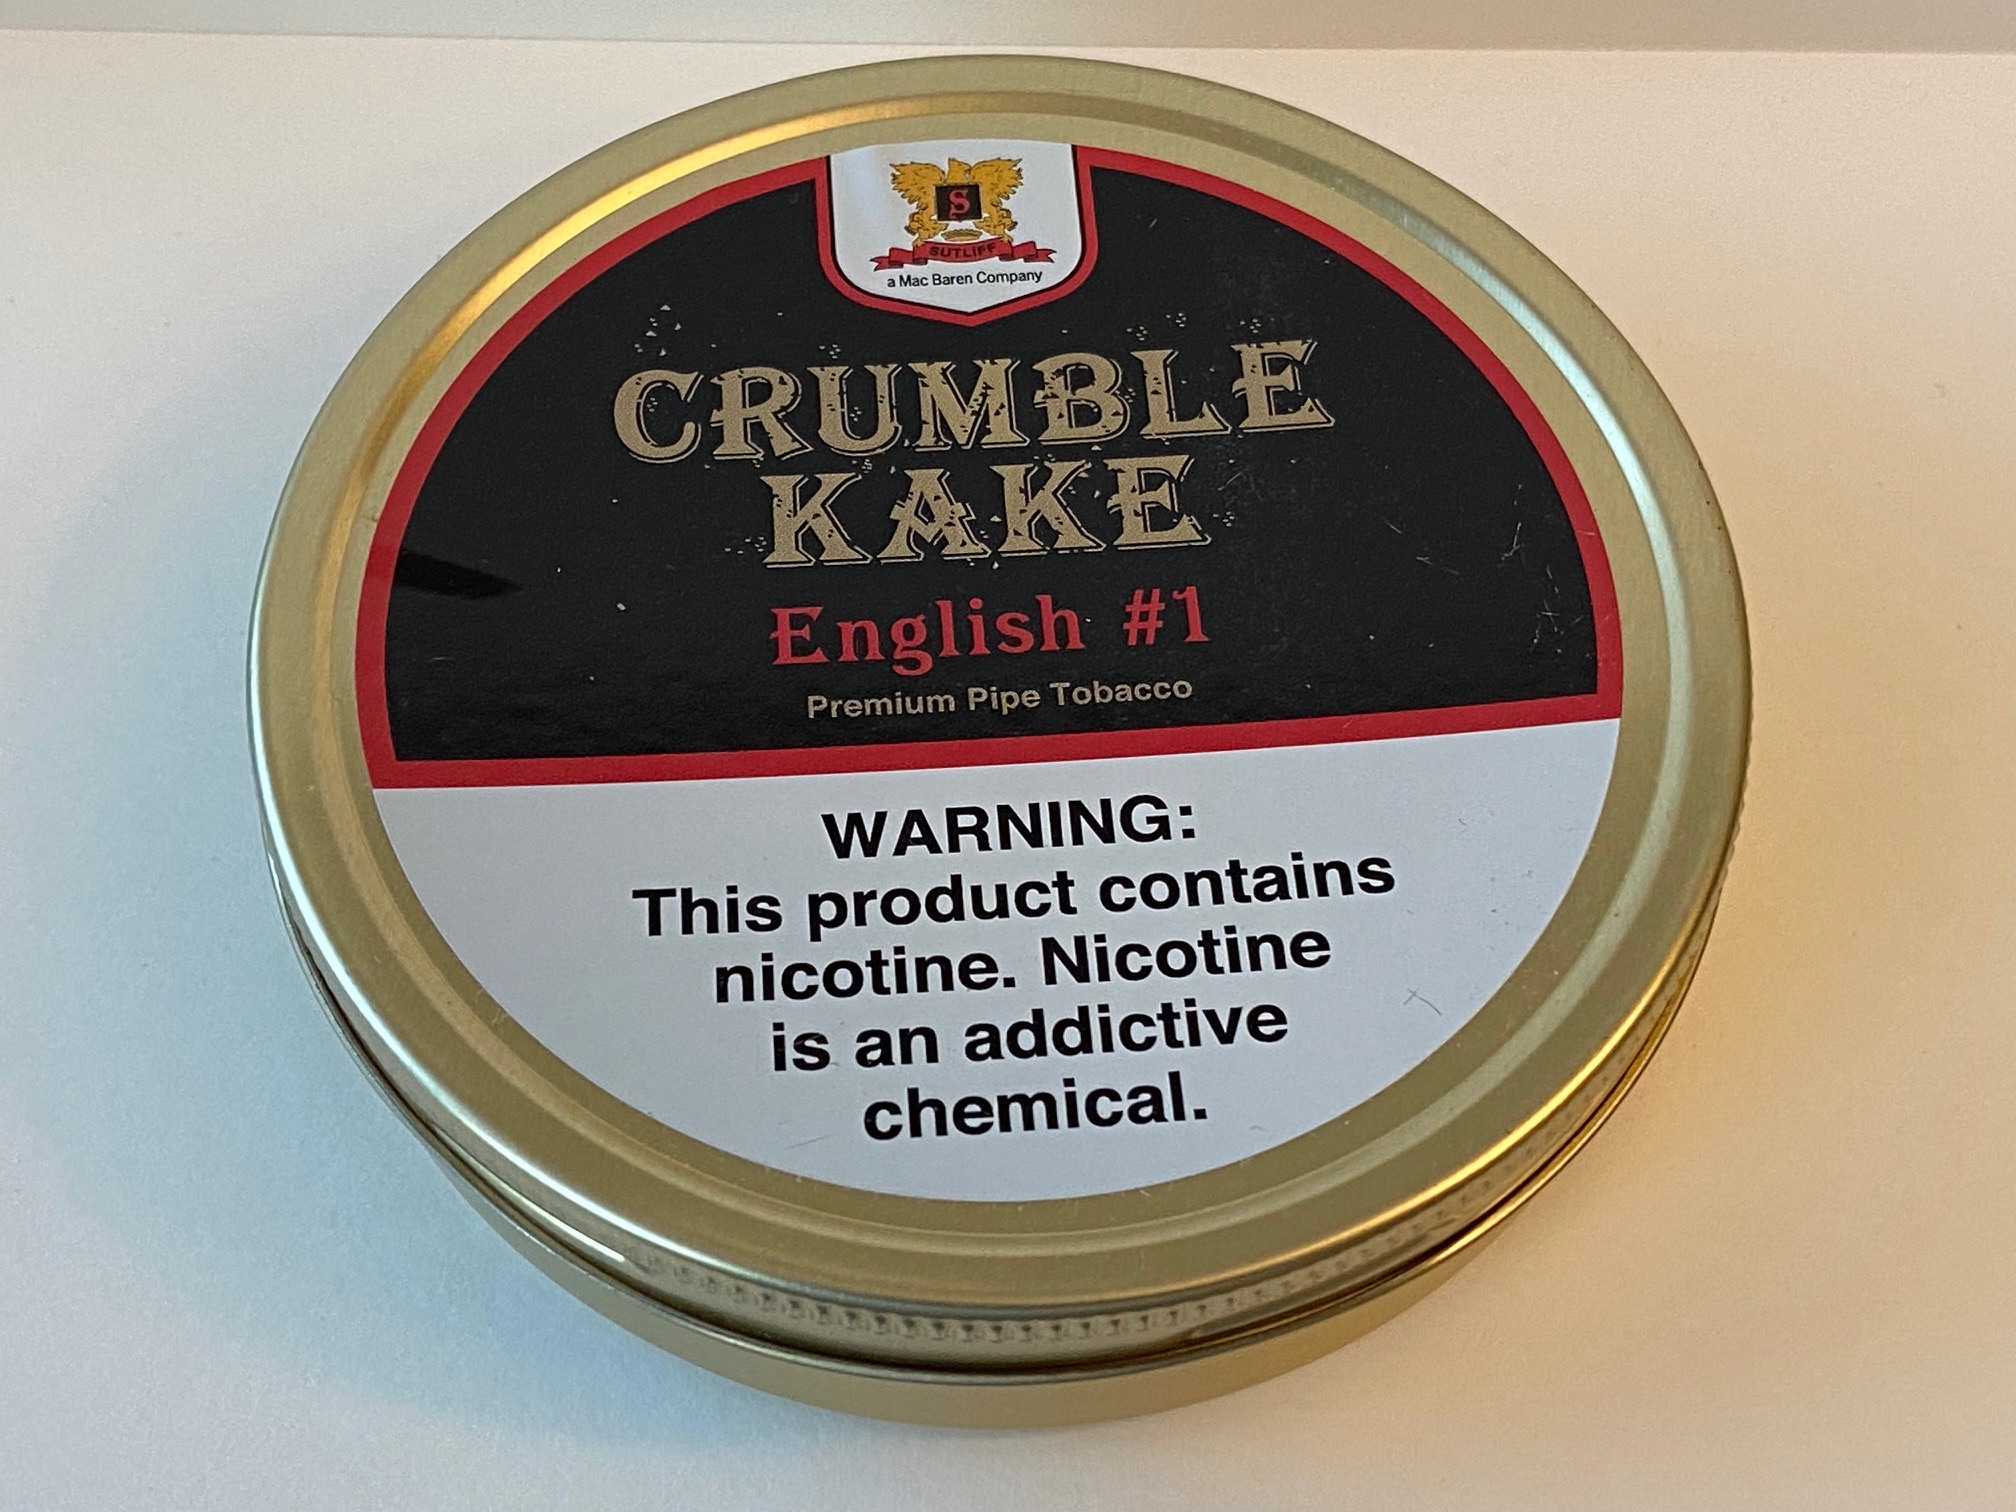 S
SUTLIFF
a Mac Baren Company
CRUMBLE
KAKE
English #1
Premium Pipe Tobacco
WARNING:
This product contains
nicotine. Nicotine
is an addictive
chemical.